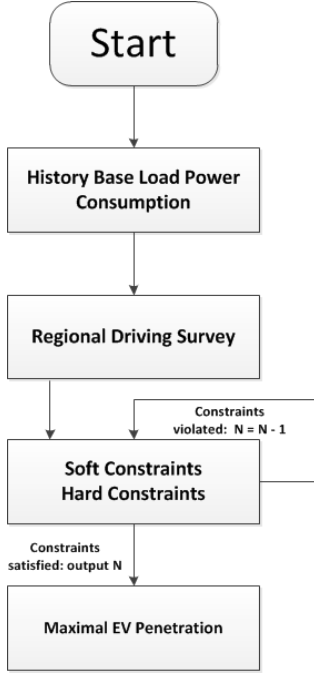 Start
History Base Load Power
Consumption
Regional Driving Survey
Constraints
violated:  N = N - 1
Soft Constraints
Hard Constraints
Constraints
satisfied: output N
Maximal EV Penetration